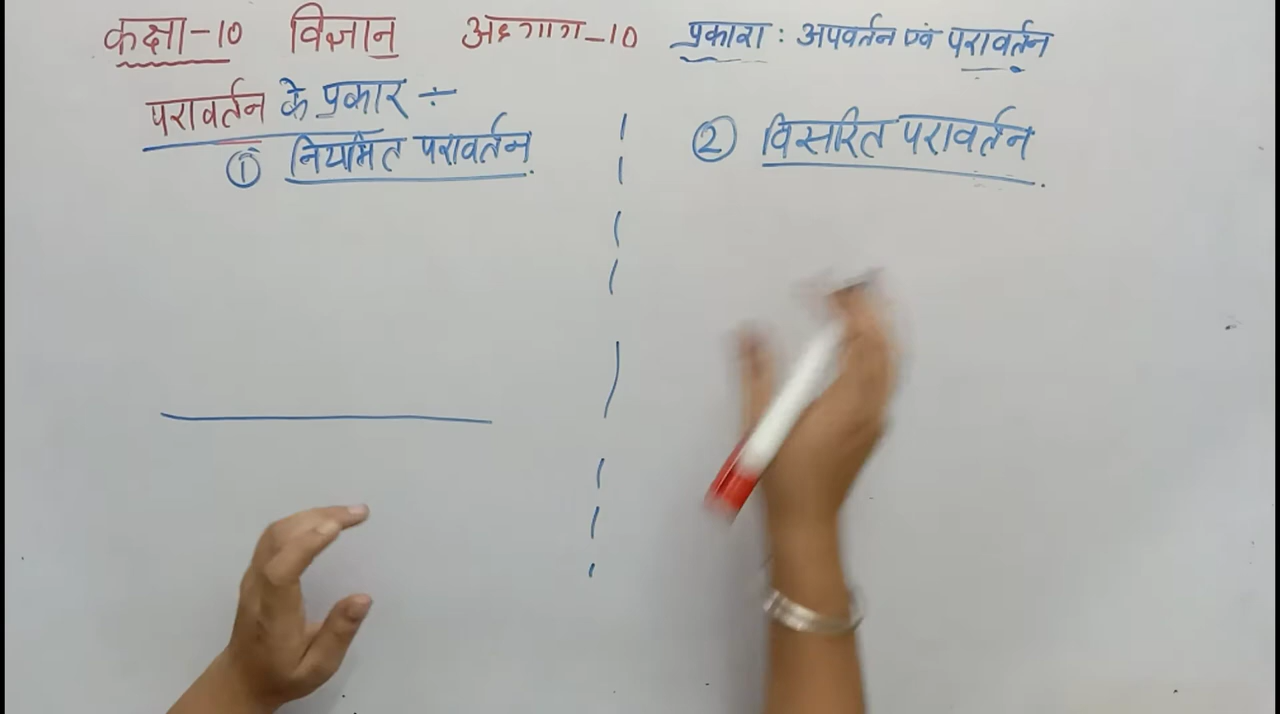 कक्षा-10 विज्ञान अध्याय-10 प्रकाश : अपवर्तन एवं परावर्तन
परावर्तन के प्रकार ÷
① नियमित परावर्तन
② विसरित परावर्तन